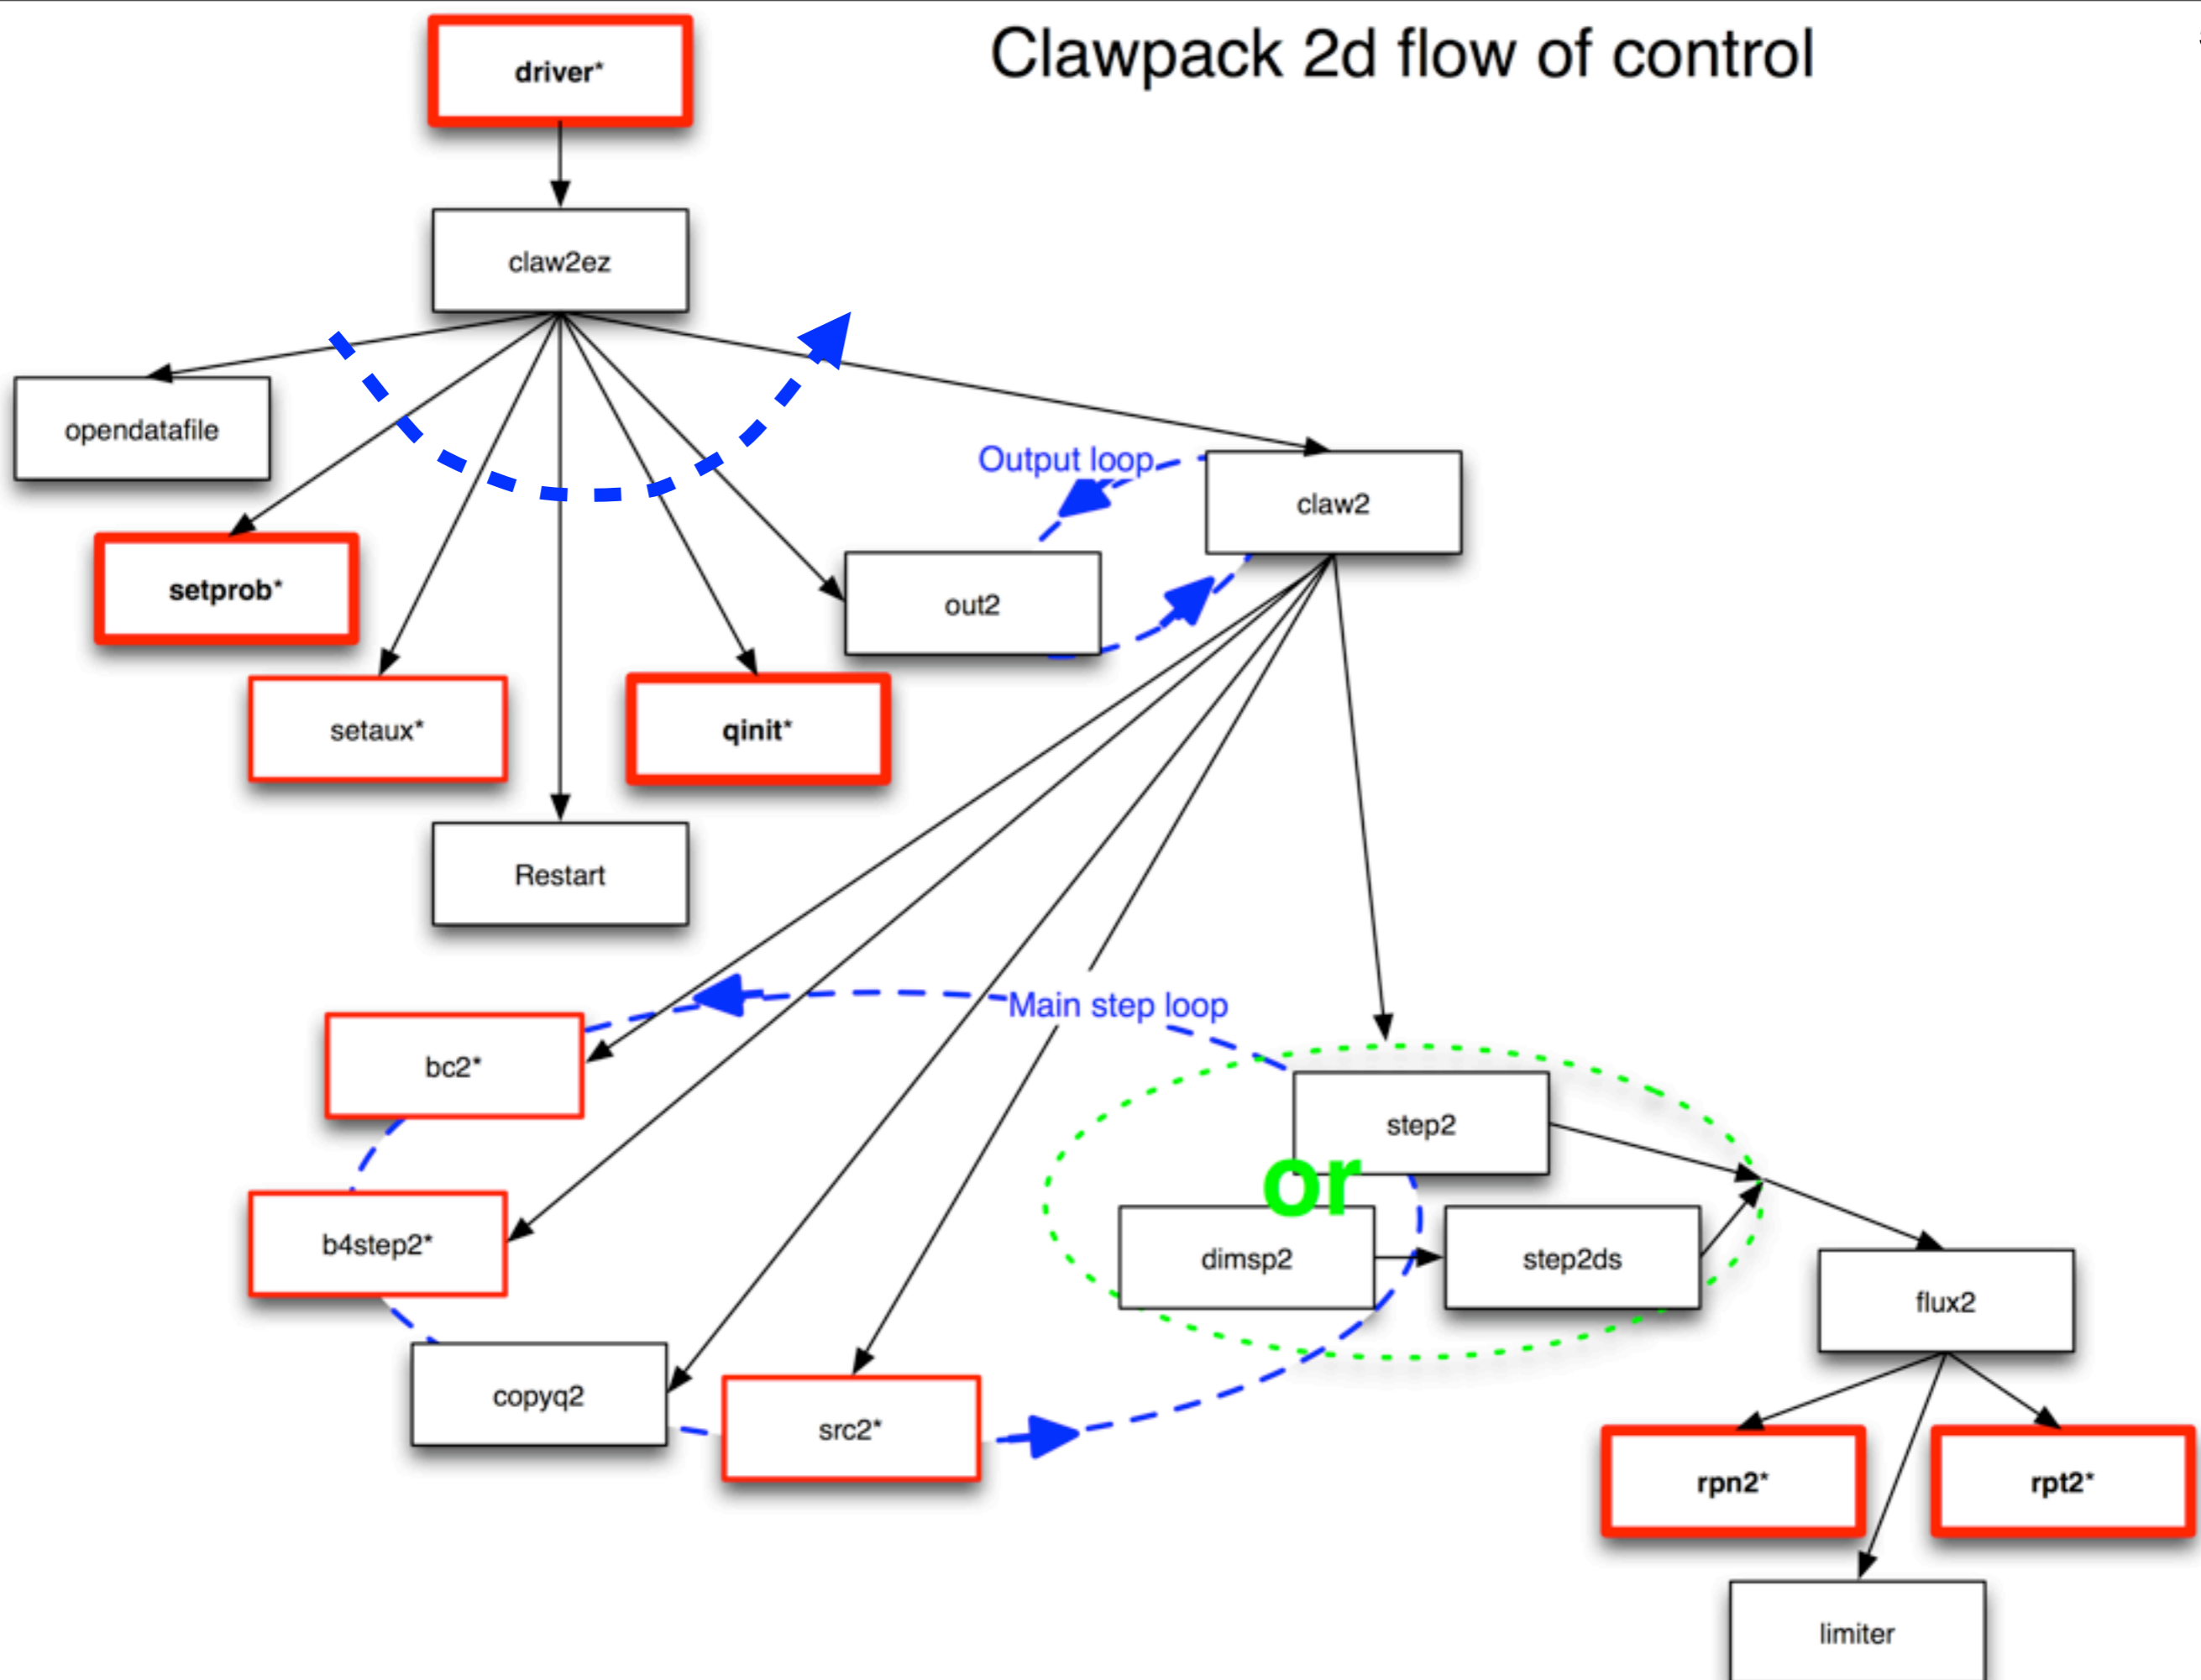 Clawpack 2d flow of control
driver*
claw2ez
opendatafile
Output loop
claw2
setprob*
out2
setaux*
qinit*
Restart
Main step loop
bc2*
step2
or
b4step2*
dimsp2
step2ds
flux2
copyq2
src2*
rpn2*
rpt2*
limiter